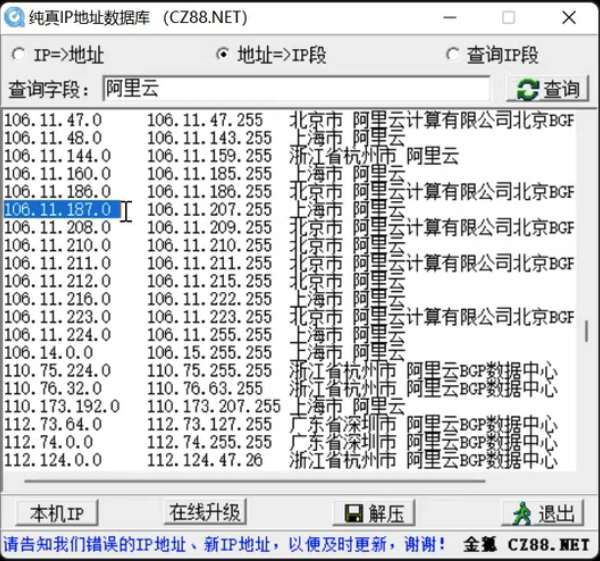 纯真IP地址数据库 (CZ88.NET)
IP=>地址 地址=>IP段 查询IP段
查询字段: 阿里云 查询
106.11.47.0 106.11.47.255 北京市 阿里云计算有限公司北京BGP
106.11.48.0 106.11.143.255 上海市 阿里云
106.11.144.0 106.11.159.255 浙江省杭州市 阿里云
106.11.160.0 106.11.185.255 上海市 阿里云
106.11.186.0 106.11.186.255 北京市 阿里云计算有限公司北京BGP
106.11.187.0 106.11.207.255 上海市 阿里云
106.11.208.0 106.11.209.255 北京市 阿里云计算有限公司北京BGP
106.11.210.0 106.11.210.255 上海市 阿里云
106.11.211.0 106.11.211.255 北京市 阿里云计算有限公司北京BGP
106.11.212.0 106.11.215.255 上海市 阿里云
106.11.216.0 106.11.222.255 上海市 阿里云
106.11.223.0 106.11.223.255 北京市 阿里云计算有限公司北京BGP
106.11.224.0 106.11.255.255 上海市 阿里云
106.14.0.0 106.15.255.255 上海市 阿里云
110.75.224.0 110.75.255.255 浙江省杭州市 阿里云BGP数据中心
110.76.32.0 110.76.63.255 浙江省杭州市 阿里云BGP数据中心
110.173.192.0 110.173.207.255 上海市 阿里云
112.73.64.0 112.73.127.255 广东省深圳市 阿里云BGP数据中心
112.74.0.0 112.74.255.255 广东省深圳市 阿里云BGP数据中心
112.124.0.0 112.124.47.26 浙江省杭州市 阿里云BGP数据中心
本机IP 在线升级 解压 退出
请告知我们错误的IP地址、新IP地址，以便及时更新，谢谢! 金狐 CZ88.NET